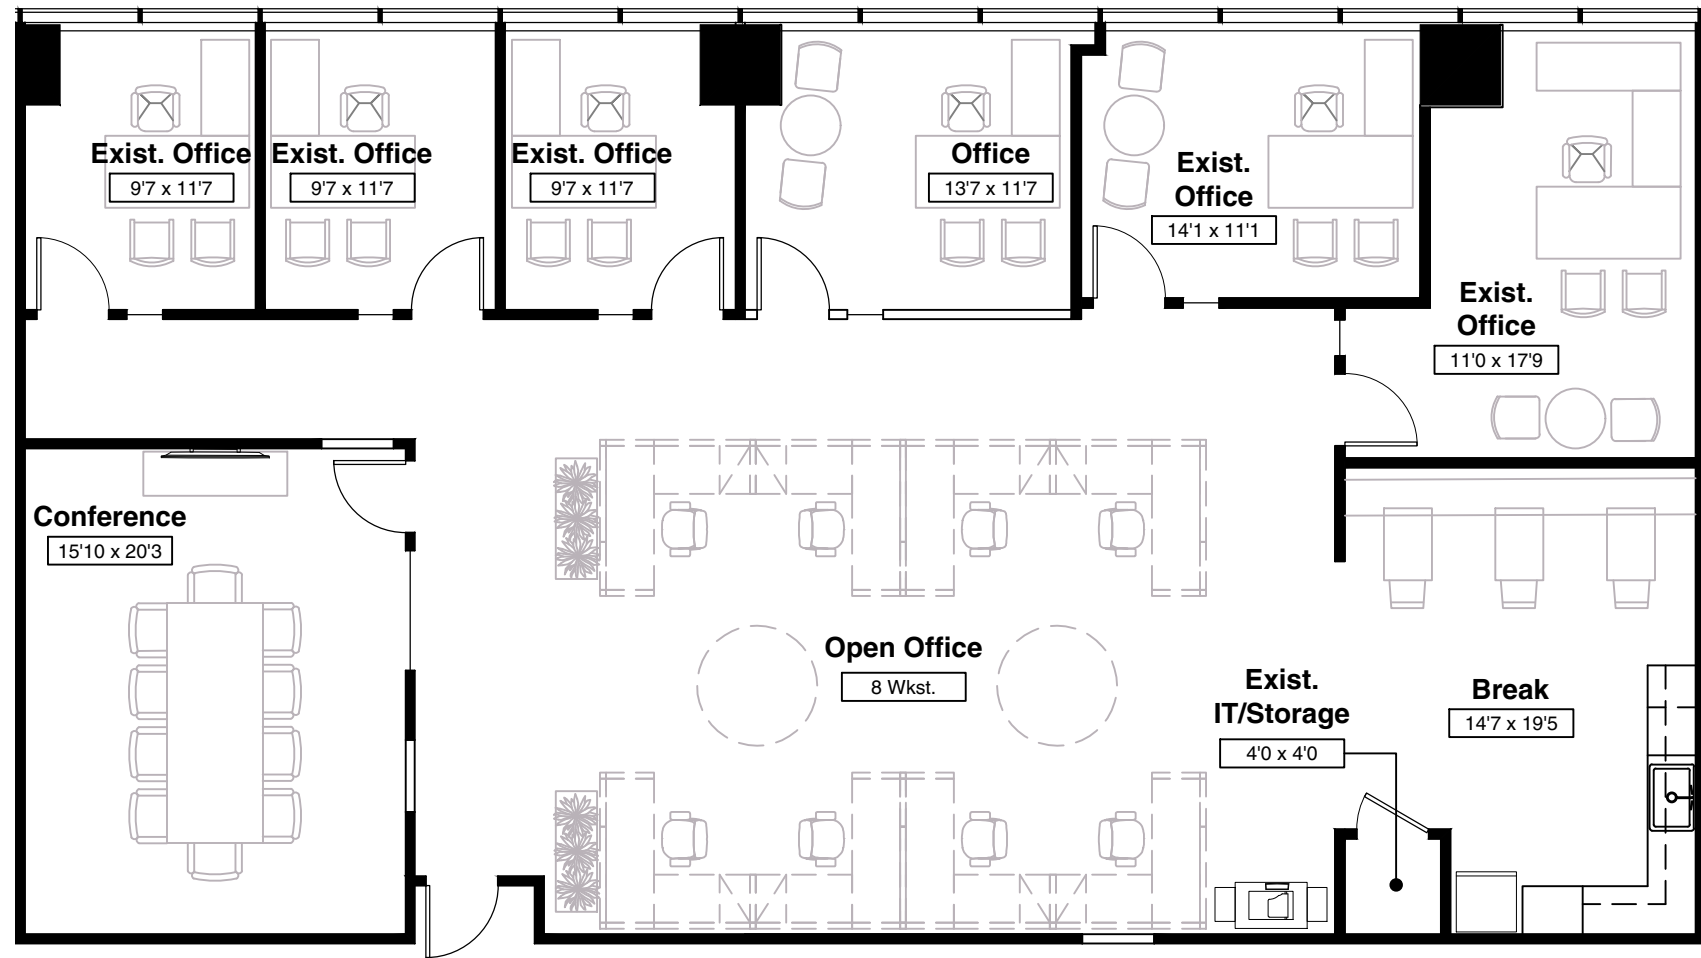 Exist. Office
9'7 x 11'7
Exist. Office
9'7 x 11'7
Exist. Office
9'7 x 11'7
Office
13'7 x 11'7
Exist.
Office
14'1 x 11'1
Exist.
Office
11'0 x 17'9
Conference
15'10 x 20'3
Open Office
8 Wkst.
Exist.
IT/Storage
4'0 x 4'0
Break
14'7 x 19'5